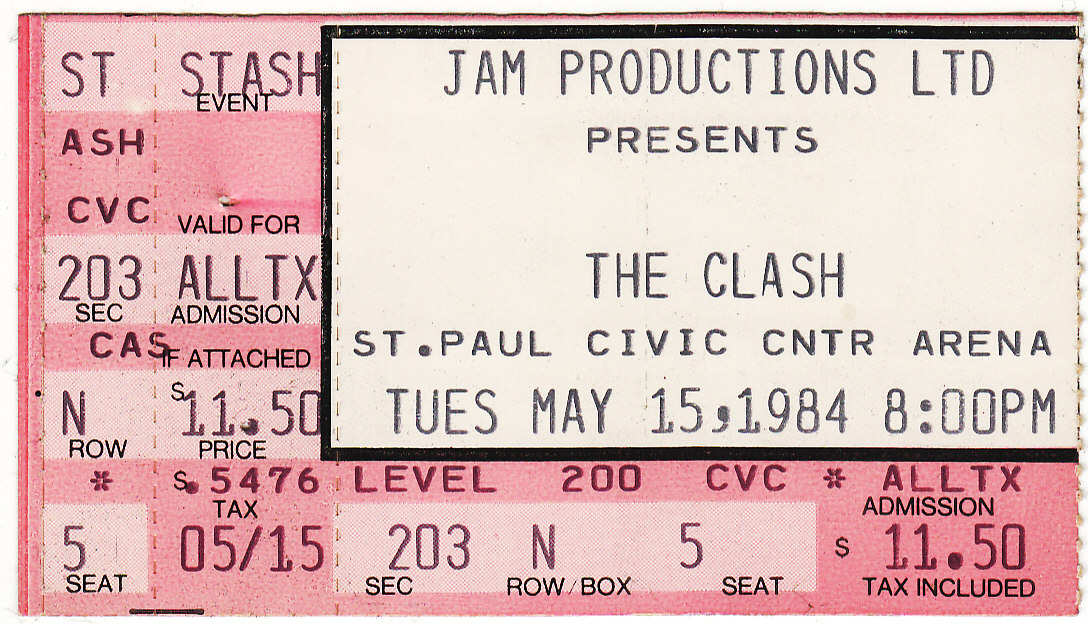 ST STASH
EVENT
ASH
CVC
VALID FOR
203 ALLTX
SEC ADMISSION
CAS
IF ATTACHED
N $11.50
ROW PRICE
* $.5476
TAX
5 05/15
SEAT
JAM PRODUCTIONS LTD
PRESENTS
THE CLASH
ST.PAUL CIVIC CNTR ARENA
TUES MAY 15,1984 8:00PM
LEVEL 200 CVC * ALLTX
ADMISSION
203 N 5 $ 11.50
SEC ROW/BOX SEAT TAX INCLUDED